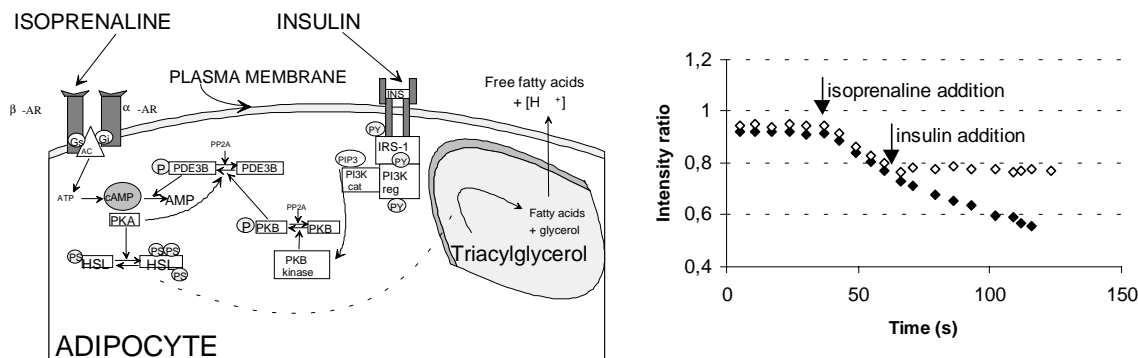 ISOPRENALINE INSULIN
PLASMA MEMBRANE
β -AR
α -AR
Gs
Gi
AC
INS
Free fatty acids
+ [H +]
PY
IRS-1
PY
PIP3
PI3K
cat
PI3K
reg
PY
PP2A
P PDE3B PDE3B
ATP
cAMP
AMP
PKA
PP2A
P PKB PKB
PKB
kinase
PS HSL
PS PS
HSL
PS
Fatty acids
+ glycerol
Triacylglycerol
ADIPOCYTE
Intensity ratio
1,2
1
0,8
0,6
0,4
isoprenaline addition
insulin addition
0 50 100 150
Time (s)